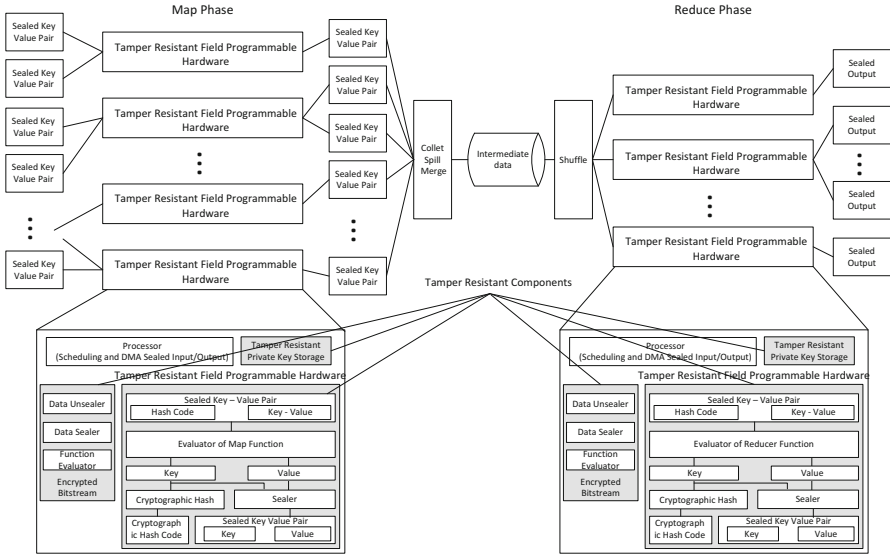 Map Phase
Reduce Phase
Sealed Key
Value Pair
Sealed Key
Value Pair
Sealed Key
Value Pair
Sealed Key
Value Pair
Sealed Key
Value Pair
Tamper Resistant Field Programmable
Hardware
Tamper Resistant Field Programmable
Hardware
Tamper Resistant Field Programmable
Hardware
Tamper Resistant Field Programmable
Hardware
Sealed Key
Value Pair
Sealed Key
Value Pair
Sealed Key
Value Pair
Sealed Key
Value Pair
Sealed Key
Value Pair
Collet
Spill
Merge
Intermediate
data
Shuffle
Tamper Resistant Field Programmable
Hardware
Tamper Resistant Field Programmable
Hardware
Tamper Resistant Field Programmable
Hardware
Sealed
Output
Sealed
Output
Sealed
Output
Sealed
Output
Tamper Resistant Components
Processor
(Scheduling and DMA Sealed Input/Output)
Tamper Resistant
Private Key Storage
Tamper Resistant Field Programmable Hardware
Data Unsealer
Data Sealer
Function
Evaluator
Encrypted
Bitstream
Sealed Key – Value Pair
Hash Code
Key - Value
Evaluator of Map Function
Key
Value
Cryptographic Hash
Sealer
Cryptograph
ic Hash Code
Sealed Key Value Pair
Key
Value
Processor
(Scheduling and DMA Sealed Input/Output)
Tamper Resistant
Private Key Storage
Tamper Resistant Field Programmable Hardware
Data Unsealer
Data Sealer
Function
Evaluator
Encrypted
Bitstream
Sealed Key – Value Pair
Hash Code
Key - Value
Evaluator of Reducer Function
Key
Value
Cryptographic Hash
Sealer
Cryptograph
ic Hash Code
Sealed Key Value Pair
Key
Value